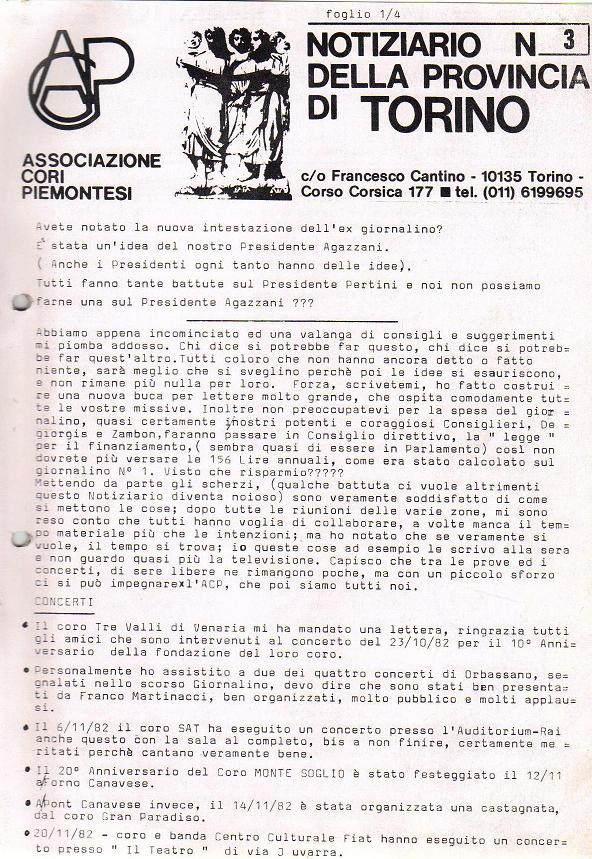 foglio 1/4
ACP
NOTIZIARIO N 3
DELLA PROVINCIA
DI TORINO
ASSOCIAZIONE
CORI
PIEMONTESI
c/o Francesco Cantino - 10135 Torino -
Corso Corsica 177 ■ tel. (011) 6199695
Avete notato la nuova intestazione dell'ex giornalino?
E' stata un'idea del nostro Presidente Agazzani.
( Anche i Presidenti ogni tanto hanno delle idee).
Tutti fanno tante battute sul Presidente Pertini e noi non possiamo
farne una sul Presidente Agazzani ???
Abbiamo appena incominciato ed una valanga di consigli e suggerimenti
mi piomba addosso. Chi dice si potrebbe far questo, chi dice si potreb=
be far quest'altro.Tutti coloro che non hanno ancora detto o fatto
niente, sarà meglio che si sveglino perchè poi le idee si esauriscono,
e non rimane più nulla per loro. Forza, scrivetemi, ho fatto costrui =
re una nuova buca per lettere molto grande, che ospita comodamente tut=
te le vostre missive. Inoltre non preoccupatevi per la spesa del gior =
nalino, quasi certamente i nostri potenti e coraggiosi Consiglieri, De =
giorgis e Zambon,faranno passare in Consiglio direttivo, la " legge "
per il finanziamento,( sembra quasi di essere in Parlamento) così non
dovrete più versare le 156 Lire annuali, come era stato calcolato sul
giornalino Nº 1. Visto che risparmio?????
Mettendo da parte gli scherzi, (qualche battuta ci vuole altrimenti
questo Notiziario diventa noioso) sono veramente soddisfatto di come
si mettono le cose; dopo tutte le riunioni delle varie zone, mi sono
reso conto che tutti hanno voglia di collaborare, a volte manca il tem=
po materiale più che le intenzioni; ma ho notato che se veramente si
vuole, il tempo si trova; io queste cose ad esempio le scrivo alla sera
e non guardo quasi più la televisione. Capisco che tra le prove ed i
concerti, di sere libere ne rimangono poche, ma con un piccolo sforzo
ci si può impegnarexl'ACP, che poi siamo tutti noi.
CONCERTI
• Il coro Tre Valli di Venaria mi ha mandato una lettera, ringrazia tutti
gli amici che sono intervenuti al concerto del 23/10/82 per il 10º Anni=
versario della fondazione del loro coro.
• Personalmente ho assistito a due dei quattro concerti di Orbassano, se=
gnalati nello scorso Giornalino, devo dire che sono stati ben presenta=
ti da Franco Martinacci, ben organizzati, molto pubblico e molti applau=
si.
• Il 6/11/82 il coro SAT ha eseguito un concerto presso l'Auditorium-Rai
anche questo con la sala al completo, bis a non finire, certamente me =
ritati perchè cantano veramente bene.
• Il 20º Anniversario del Coro MONTE SOGLIO è stato festeggiato il 12/11
a Forno Canavese.
• A Pont Canavese invece, il 14/11/82 è stata organizzata una castagnata,
dal coro Gran Paradiso.
• 20/11/82 - coro e banda Centro Culturale Fiat hanno eseguito un concer=
to presso " Il Teatro " di via J uvarra.